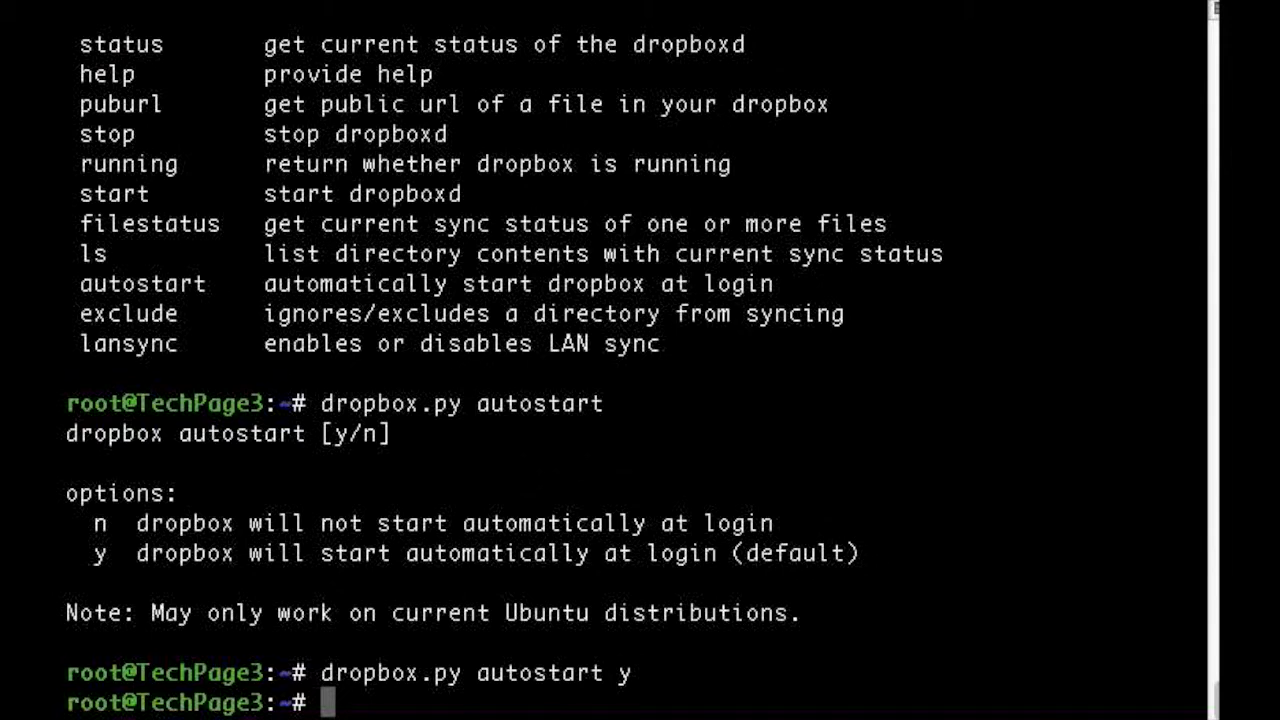 status       get current status of the dropboxd
help         provide help
puburl       get public url of a file in your dropbox
stop         stop dropboxd
running      return whether dropbox is running
start        start dropboxd
filestatus   get current sync status of one or more files
ls           list directory contents with current sync status
autostart    automatically start dropbox at login
exclude      ignores/excludes a directory from syncing
lansync      enables or disables LAN sync
root@TechPage3:~# dropbox.py autostart
dropbox autostart [y/n]
options:
n  dropbox will not start automatically at login
y  dropbox will start automatically at login (default)
Note: May only work on current Ubuntu distributions.
root@TechPage3:~# dropbox.py autostart y
root@TechPage3:~#